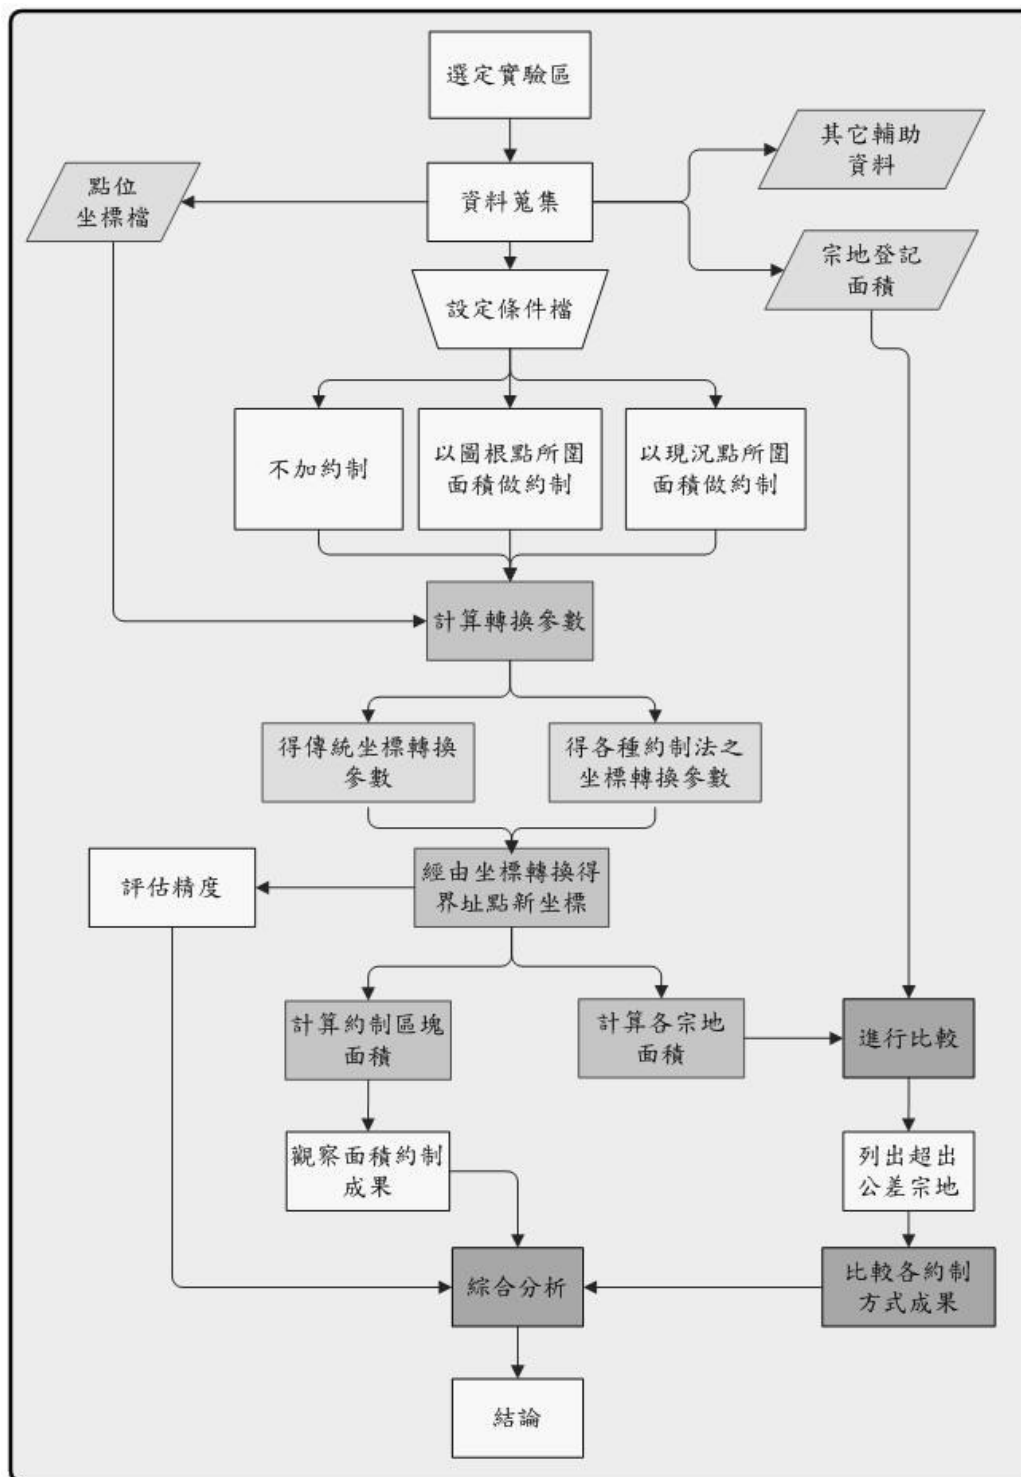 選定實驗區
其它輔助
資料
點位
坐標檔
資料蒐集
宗地登記
面積
設定條件檔
不加約制
以圖根點所圍
面積做約制
以現況點所圍
面積做約制
計算轉換參數
得傳統坐標轉換
參數
得各種約制法之
坐標轉換參數
評估精度
經由坐標轉換得
界址點新坐標
計算約制區塊
面積
計算各宗地
面積
進行比較
觀察面積約制
成果
列出超出
公差宗地
綜合分析
比較各約制
方式成果
結論